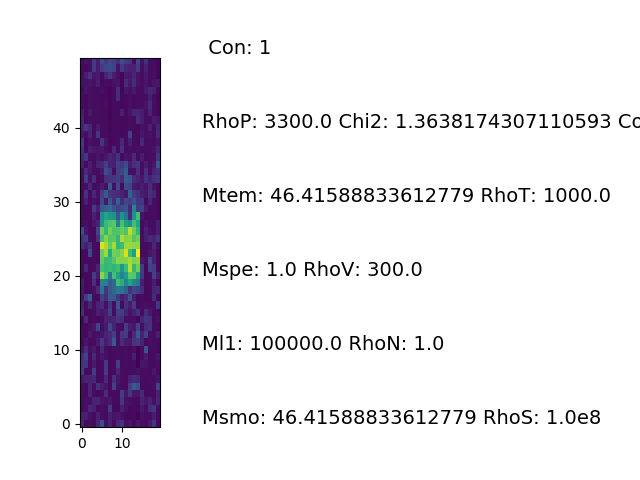 Con: 1
RhoP: 3300.0 Chi2: 1.3638174307110593 Co
Mtem: 46.41588833612779 RhoT: 1000.0
Mspe: 1.0 RhoV: 300.0
Ml1: 100000.0 RhoN: 1.0
Msmo: 46.41588833612779 RhoS: 1.0e8
40
30
20
10
0
0 10